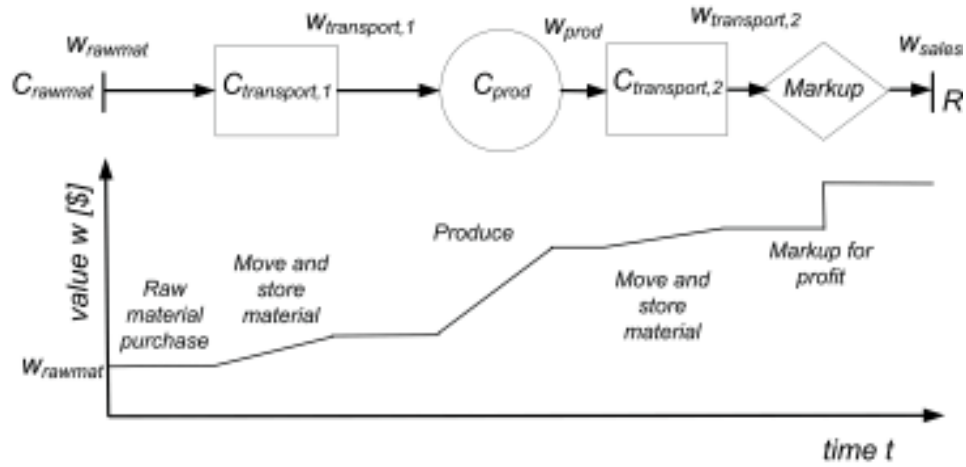 w_rawmat
w_transport,1
w_prod
w_transport,2
w_sales
C_rawmat
C_transport,1
C_prod
C_transport,2
Markup
R
value w [$]
Produce
Move and
store
material
Raw
material
purchase
Move and
store
material
Markup for
profit
w_rawmat
time t